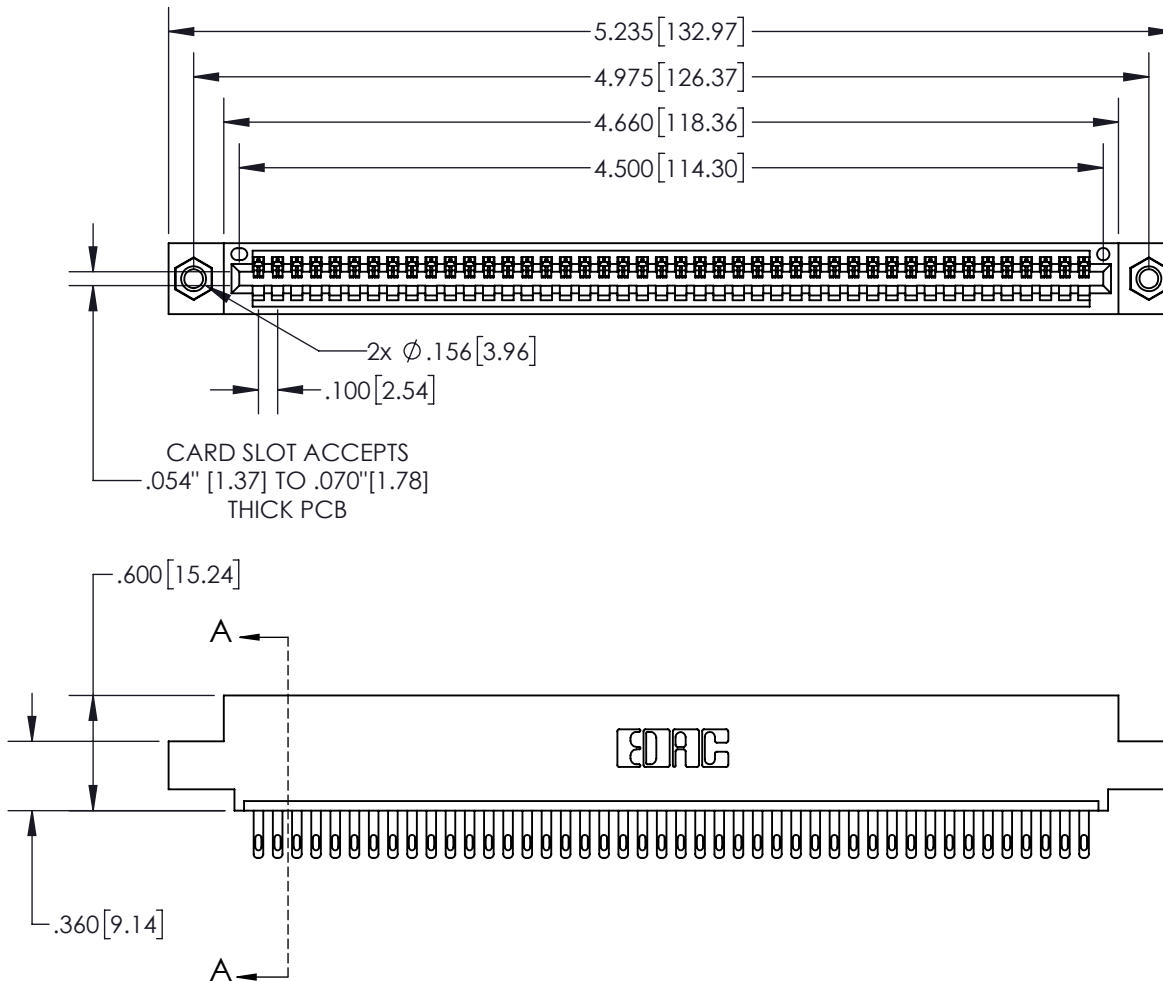 5.235[132.97]
4.975[126.37]
4.660[118.36]
4.500[114.30]
2x Ø.156[3.96]
.100[2.54]
CARD SLOT ACCEPTS
.054" [1.37] TO .070"[1.78]
THICK PCB
.600[15.24]
A
EDAC
.360[9.14]
A